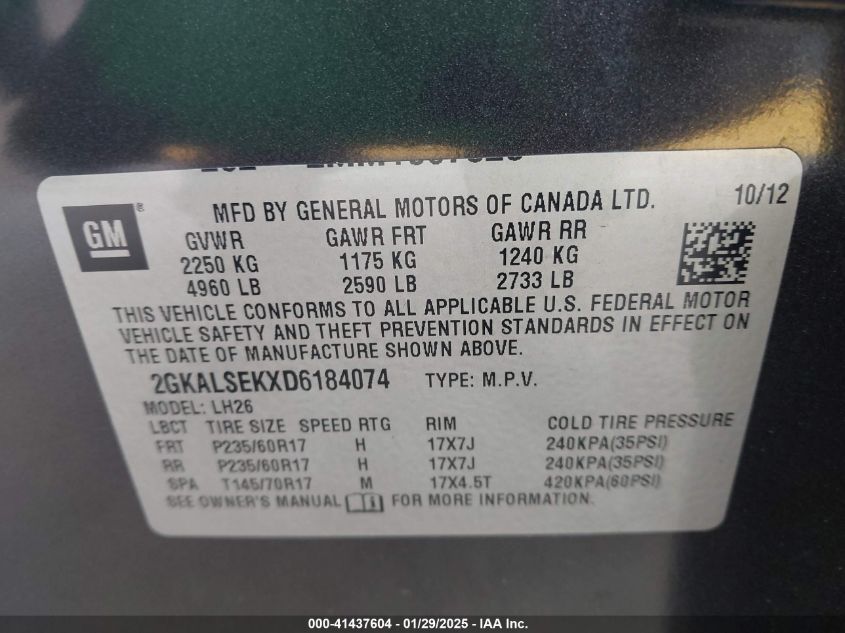 MFD BY GENERAL MOTORS OF CANADA LTD. 10/12
GM®
GVWR GAWR FRT GAWR RR
2250 KG 1175 KG 1240 KG
4960 LB 2590 LB 2733 LB
THIS VEHICLE CONFORMS TO ALL APPLICABLE U.S. FEDERAL MOTOR
VEHICLE SAFETY AND THEFT PREVENTION STANDARDS IN EFFECT ON
THE DATE OF MANUFACTURE SHOWN ABOVE.
2GKALSEKXD6184074 TYPE: M.P.V.
MODEL: LH26
LBCT TIRE SIZE SPEED RTG RIM COLD TIRE PRESSURE
FRT P235/60R17 H 17X7J 240KPA(35PSI)
RR P235/60R17 H 17X7J 240KPA(35PSI)
SPA T145/70R17 M 17X4.5T 420KPA(60PSI)
SEE OWNER'S MANUAL FOR MORE INFORMATION.
000-41437604 - 01/29/2025 - IAA Inc.